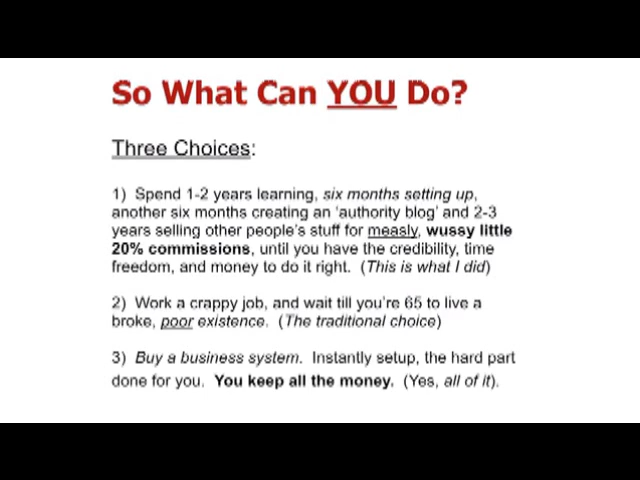 So What Can YOU Do?
Three Choices:
1) Spend 1-2 years learning, six months setting up,
another six months creating an 'authority blog' and 2-3
years selling other people's stuff for measly, wussy little
20% commissions, until you have the credibility, time
freedom, and money to do it right. (This is what I did)
2) Work a crappy job, and wait till you're 65 to live a
broke, poor existence. (The traditional choice)
3) Buy a business system. Instantly setup, the hard part
done for you. You keep all the money. (Yes, all of it).